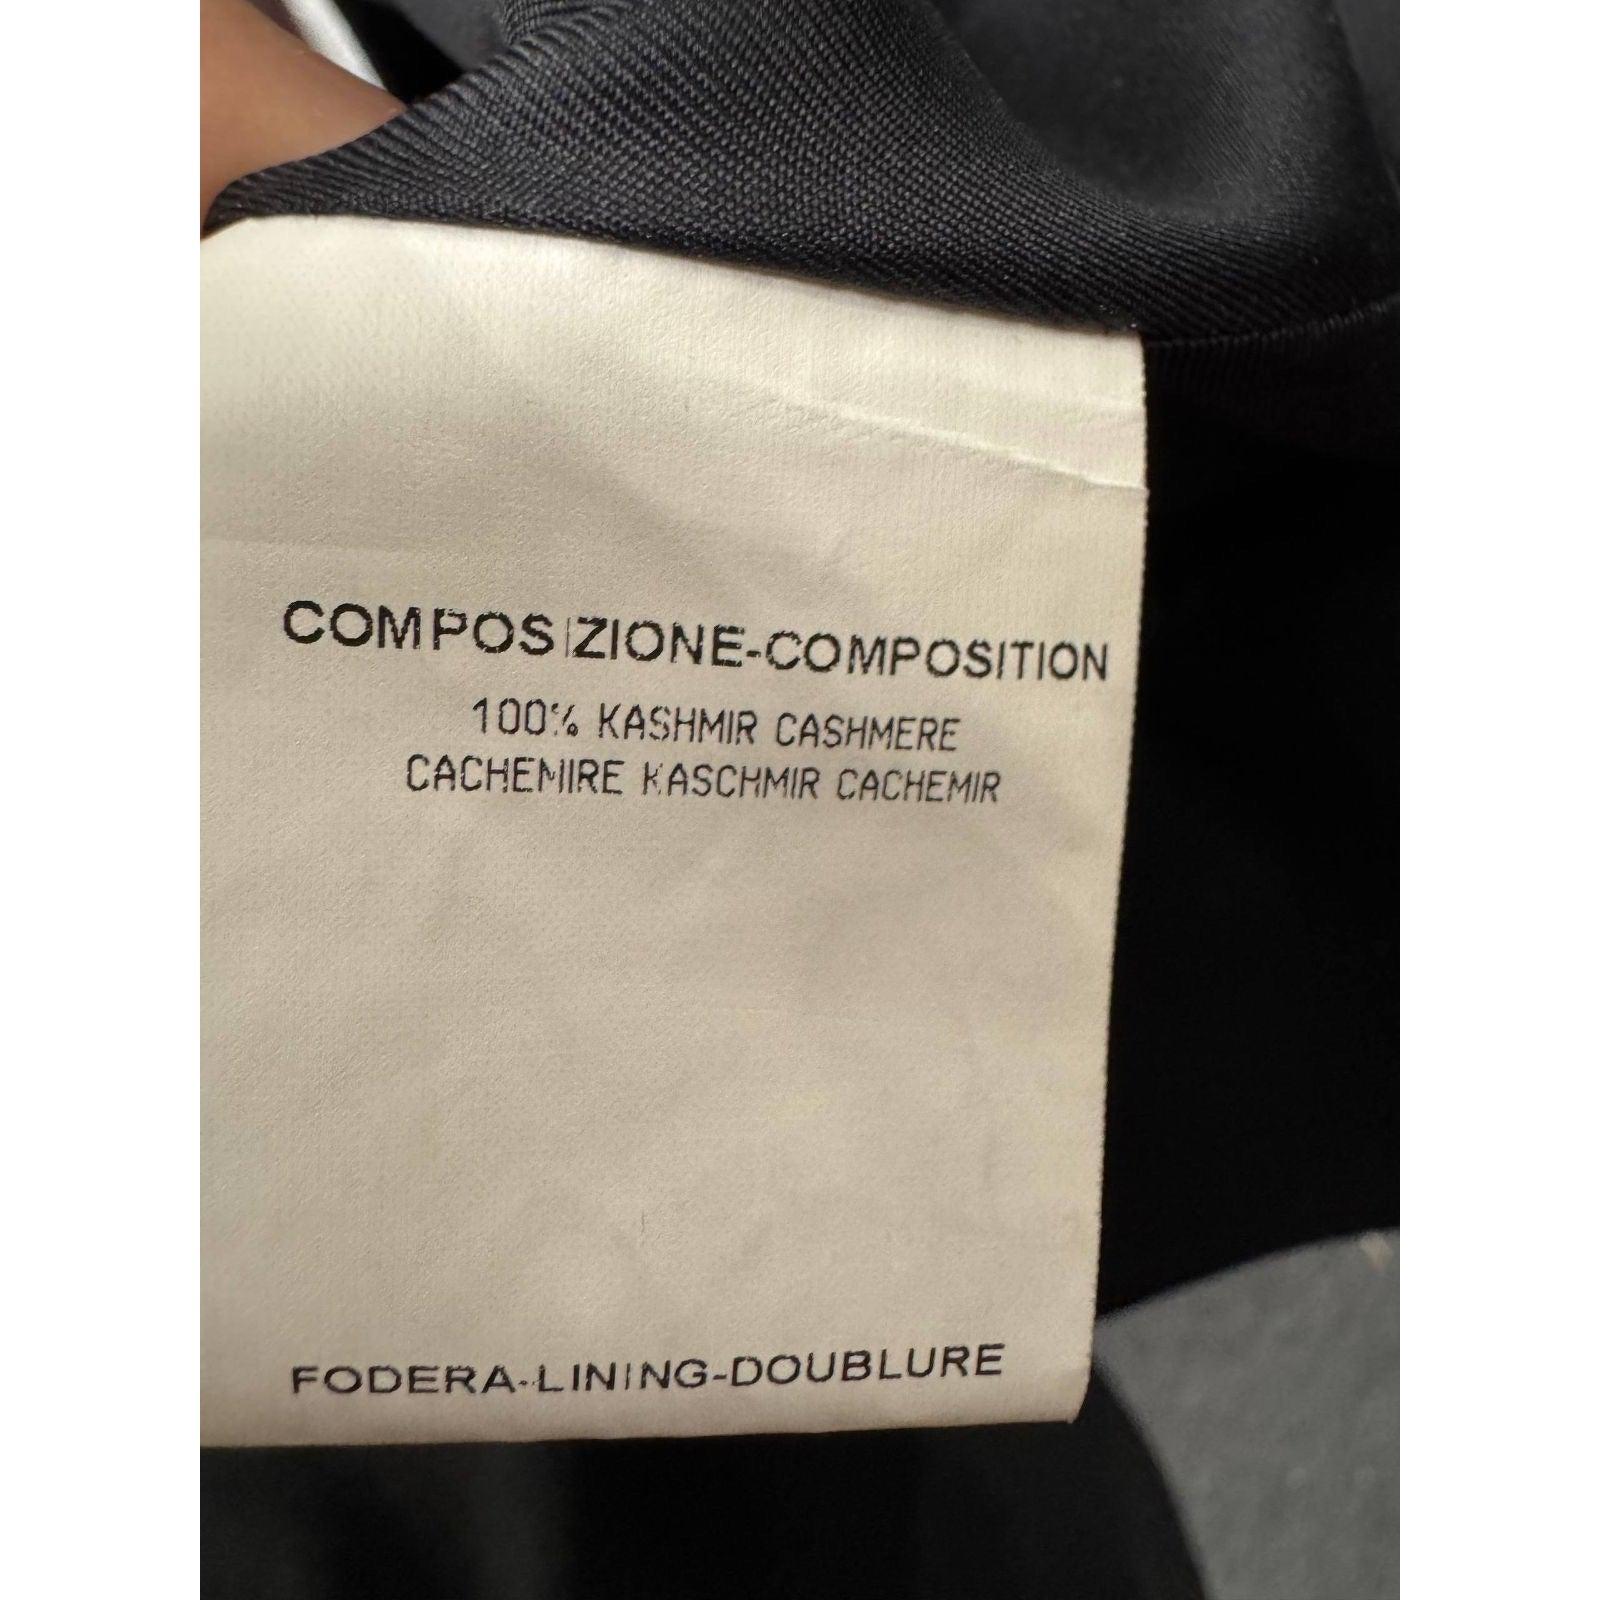 COMPOSIZIONE-COMPOSITION
100% KASHMIR CASHMERE
CACHEMIRE KASCHMIR CACHEMIR
FODERA-LINING-DOUBLURE